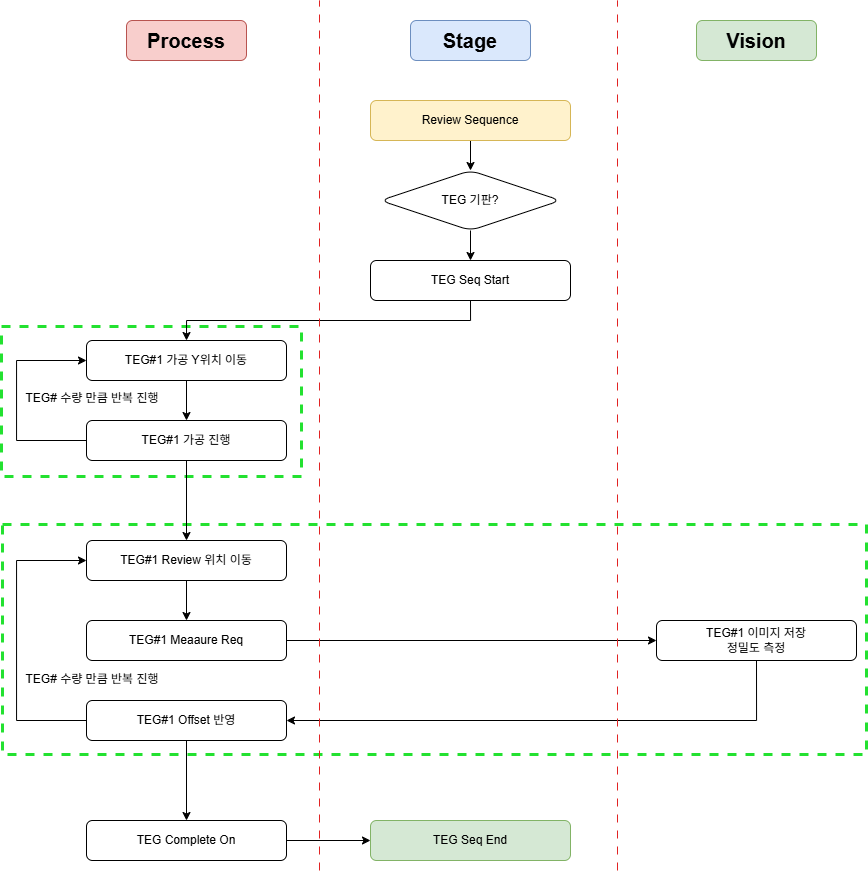 Process
Stage
Vision
Review Sequence
TEG 기판?
TEG Seq Start
TEG#1 가공 Y위치 이동
TEG# 수량 만큼 반복 진행
TEG#1 가공 진행
TEG#1 Review 위치 이동
TEG#1 Meaaure Req
TEG#1 이미지 저장
정밀도 측정
TEG# 수량 만큼 반복 진행
TEG#1 Offset 반영
TEG Complete On
TEG Seq End